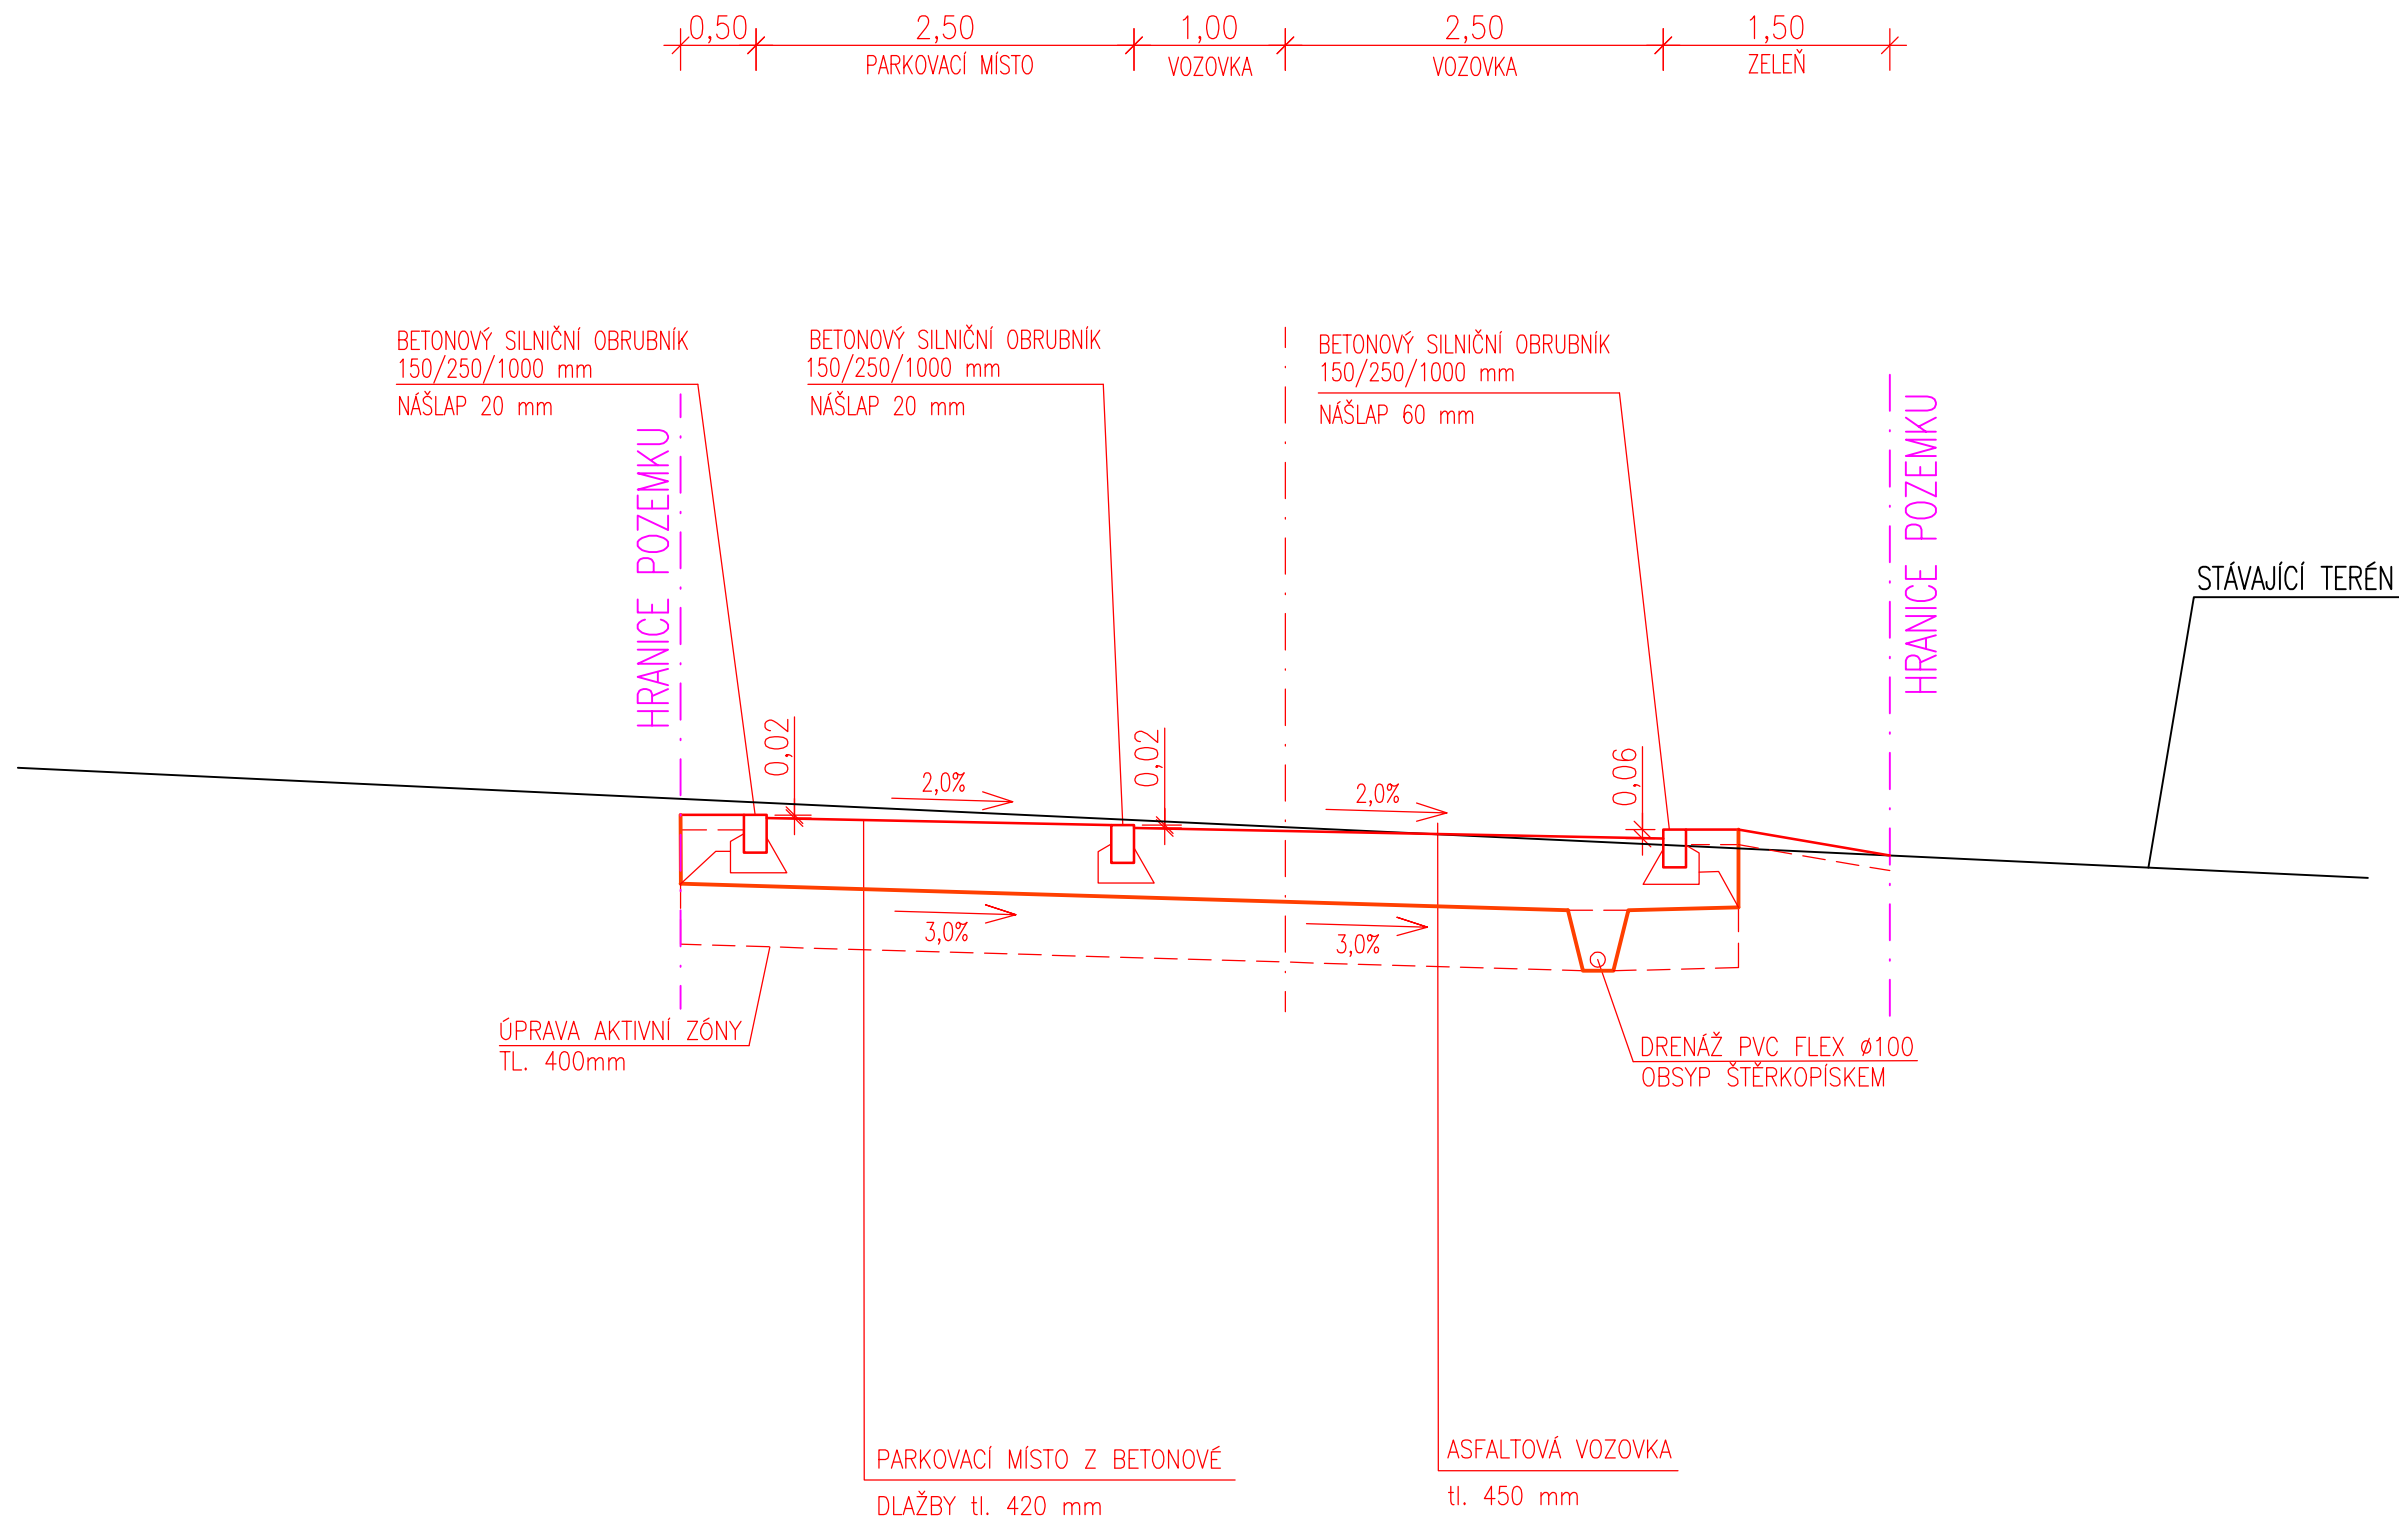 0,50
2,50
1,00
2,50
1,50
PARKOVACÍ MÍSTO
VOZOVKA
VOZOVKA
ZELEŇ
BETONOVÝ SILNIČNÍ OBRUBNÍK
150/250/1000 mm
NÁŠLAP 20 mm
BETONOVÝ SILNIČNÍ OBRUBNÍK
150/250/1000 mm
NÁŠLAP 20 mm
BETONOVÝ SILNIČNÍ OBRUBNÍK
150/250/1000 mm
NÁŠLAP 60 mm
HRANICE POZEMKU
HRANICE POZEMKU
STÁVAJÍCÍ TERÉN
0,02
0,02
0,06
2,0%
2,0%
3,0%
3,0%
ÚPRAVA AKTIVNÍ ZÓNY
TL. 400mm
DRENÁŽ PVC FLEX ø100
OBSYP ŠTĚRKOPÍSKEM
PARKOVACÍ MÍSTO Z BETONOVÉ
DLAŽBY tl. 420 mm
ASFALTOVÁ VOZOVKA
tl. 450 mm